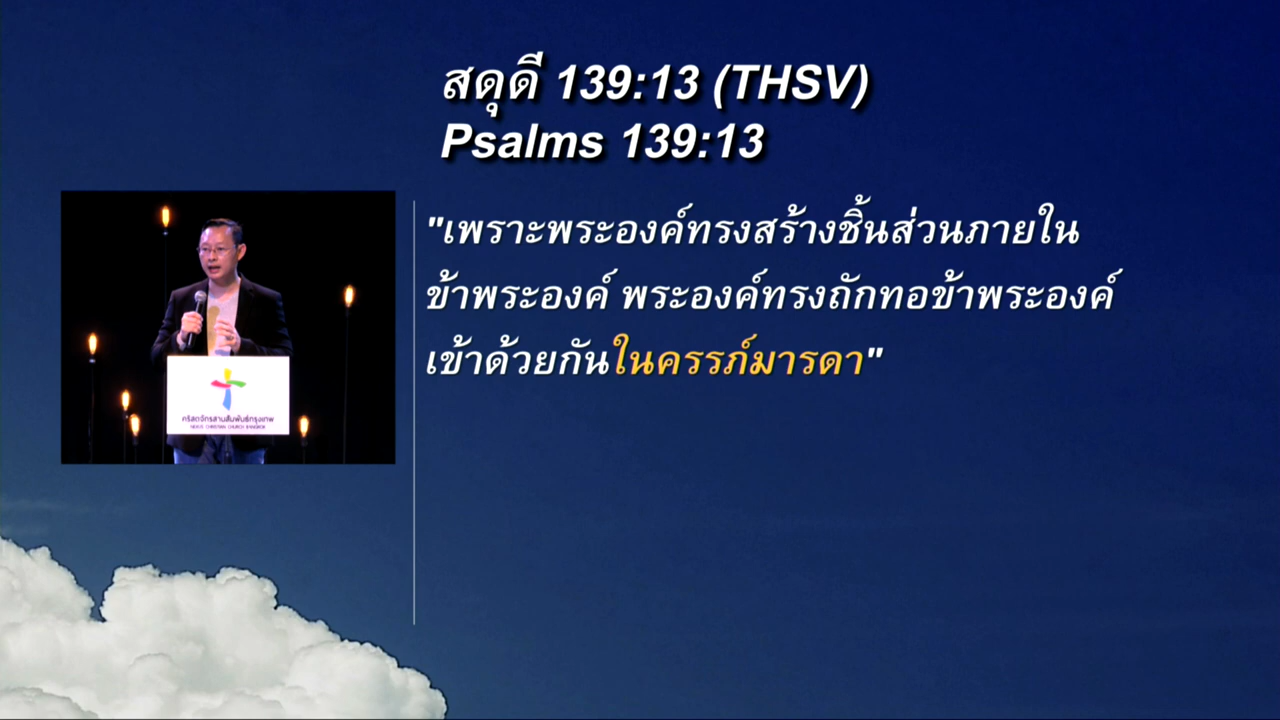 สดุดี 139:13 (THSV)
Psalms 139:13
"เพราะพระองค์ทรงสร้างชิ้นส่วนภายใน
ข้าพระองค์ พระองค์ทรงถักทอข้าพระองค์
เข้าด้วยกันในครรภ์มารดา"
คริสตจักรสานสัมพันธ์กรุงเทพ
NEXUS CHRISTIAN CHURCH BANGKOK